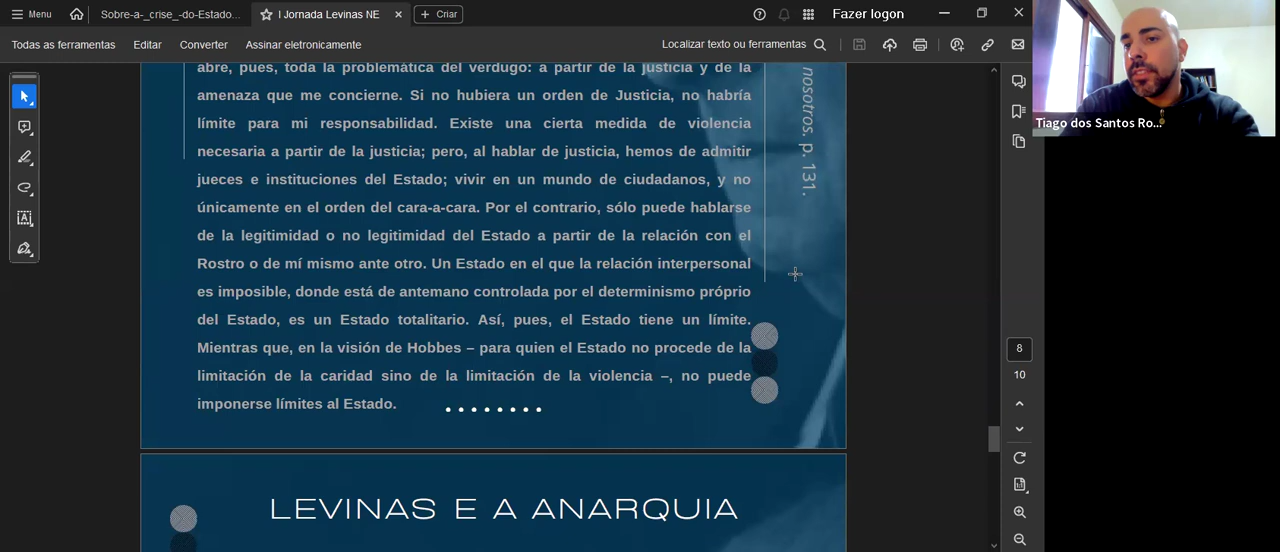 Menu
Sobre-a-_crise_-do-Estado...
I Jornada Levinas NE
Criar
Fazer logon
Todas as ferramentas
Editar
Converter
Assinar eletronicamente
Localizar texto ou ferramentas
abre, pues, toda la problemática del verdugo: a partir de la justicia y de la
amenaza que me concierne. Si no hubiera un orden de Justicia, no habría
límite para mi responsabilidad. Existe una cierta medida de violencia
necesaria a partir de la justicia; pero, al hablar de justicia, hemos de admitir
jueces e instituciones del Estado; vivir en un mundo de ciudadanos, y no
únicamente en el orden del cara-a-cara. Por el contrario, sólo puede hablarse
de la legitimidad o no legitimidad del Estado a partir de la relación con el
Rostro o de mí mismo ante otro. Un Estado en el que la relación interpersonal
es imposible, donde está de antemano controlada por el determinismo próprio
del Estado, es un Estado totalitario. Así, pues, el Estado tiene un límite.
Mientras que, en la visión de Hobbes – para quien el Estado no procede de la
limitación de la caridad sino de la limitación de la violencia –, no puede
imponerse límites al Estado.
nosotros. p. 131.
LEVINAS E A ANARQUIA
8
10
Tiago dos Santos Ro...